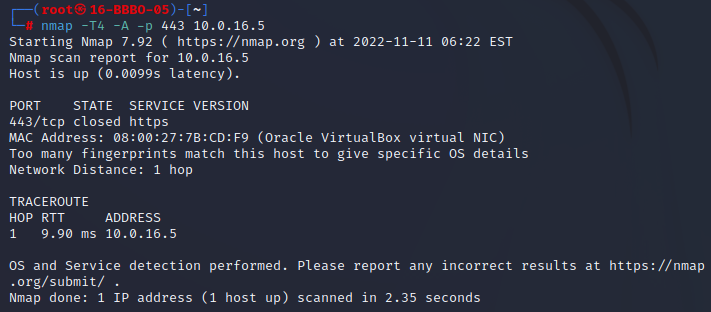 ┌──(root㉿16-BBBO-05)-[~]
└─# nmap -T4 -A -p 443 10.0.16.5
Starting Nmap 7.92 ( https://nmap.org ) at 2022-11-11 06:22 EST
Nmap scan report for 10.0.16.5
Host is up (0.0099s latency).

PORT    STATE  SERVICE VERSION
443/tcp closed https
MAC Address: 08:00:27:7B:CD:F9 (Oracle VirtualBox virtual NIC)
Too many fingerprints match this host to give specific OS details
Network Distance: 1 hop

TRACEROUTE
HOP RTT     ADDRESS
1   9.90 ms 10.0.16.5

OS and Service detection performed. Please report any incorrect results at https://nmap
.org/submit/ .
Nmap done: 1 IP address (1 host up) scanned in 2.35 seconds